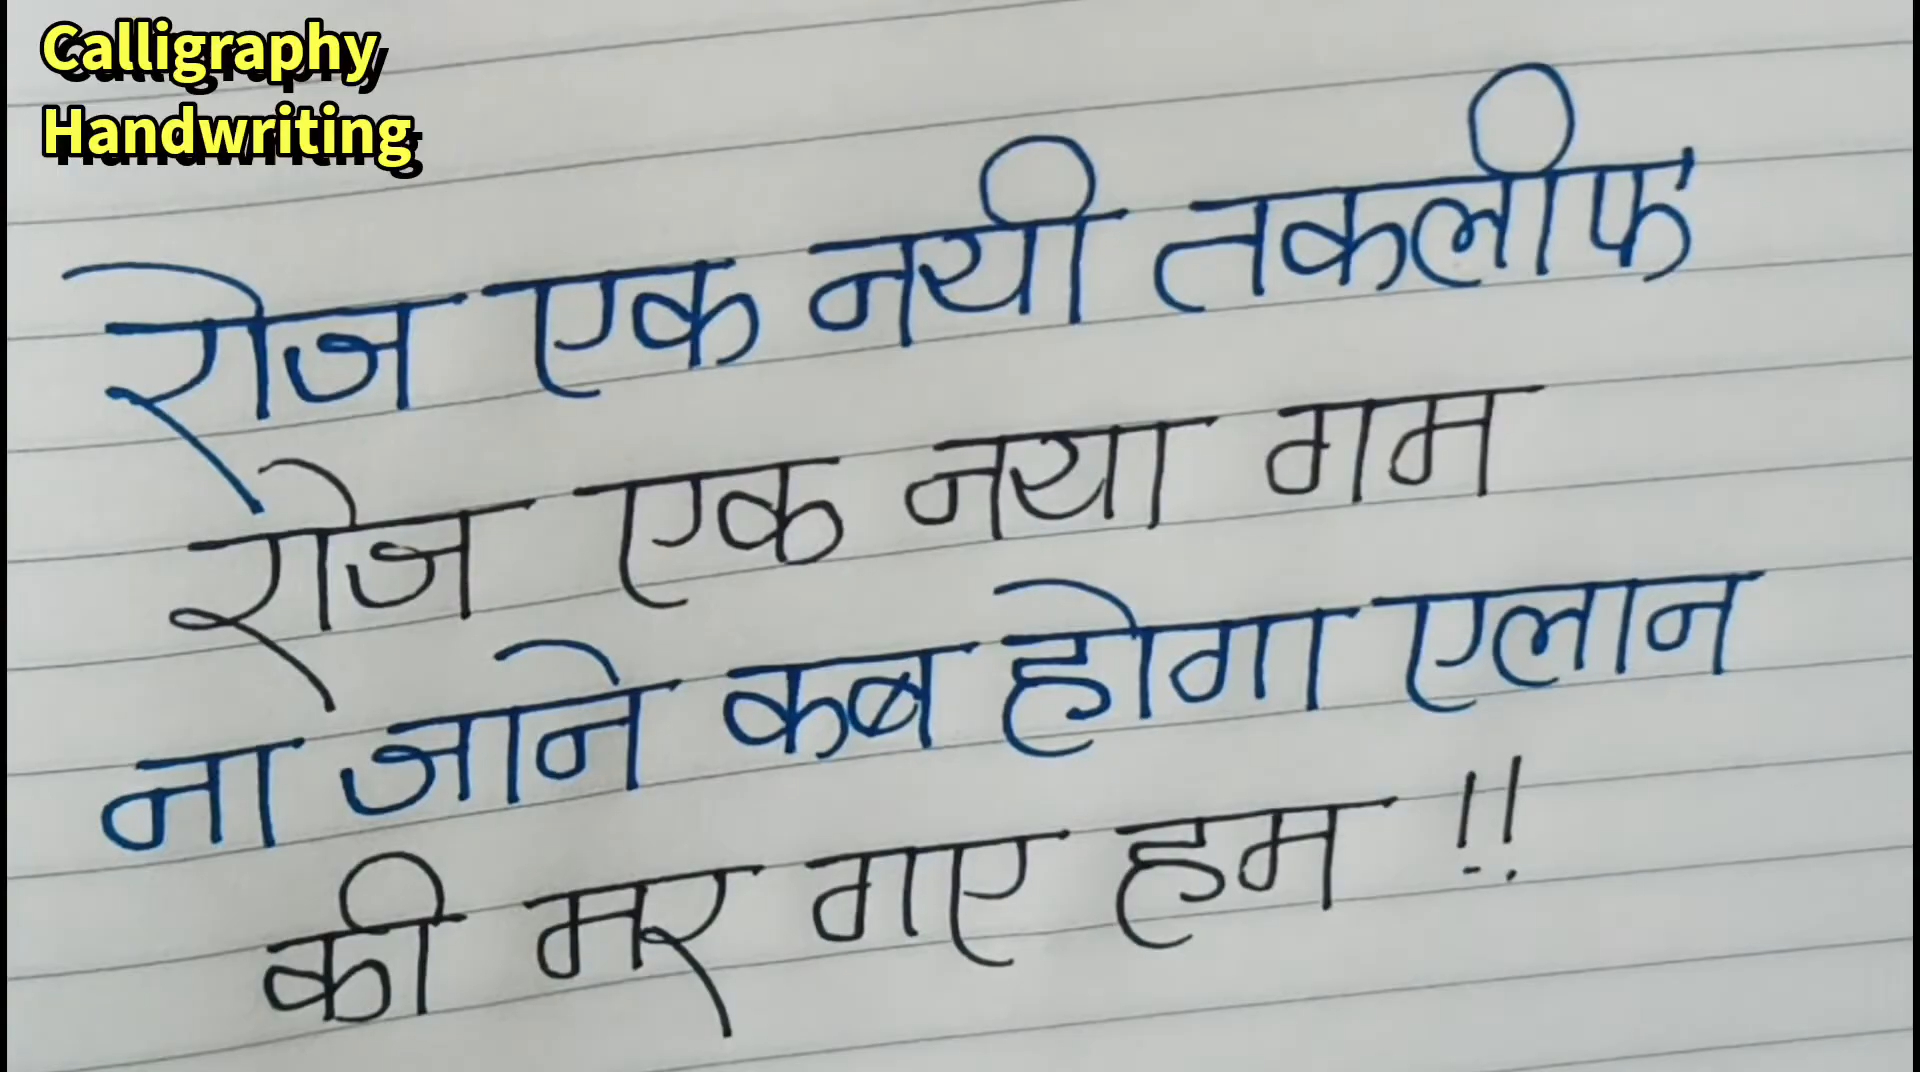 Calligraphy
Handwriting
रोज एक नयी तकलीफ
रोज एक नया गम
ना जाने कब होगा एलान
की मर गए हम !!